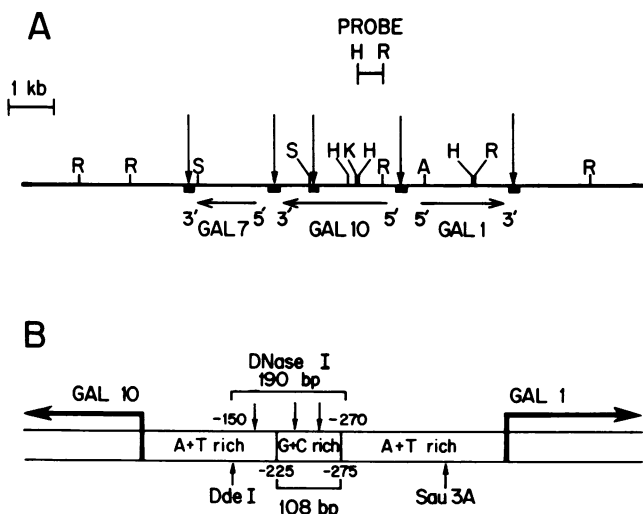 A
PROBE
H R
1 kb
R R S S H K H R A H R R
3' 5' 3' 5' 5' 3'
GAL 7 GAL 10 GAL 1
B
DNase I
190 bp
GAL 10 GAL 1
-150 -270
A+T rich G+C rich A+T rich
-225 -275
Dde I Sau 3A
108 bp